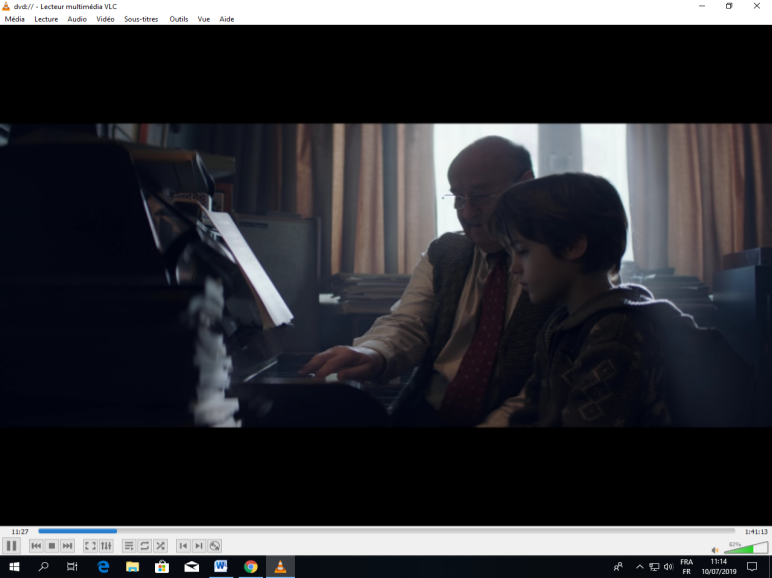 dvd:// - Lecteur multimédia VLC
Média Lecture Audio Vidéo Sous-titres Outils Vue Aide
11:27 1:41:13
82%
FRA 11:14
FR 10/07/2019